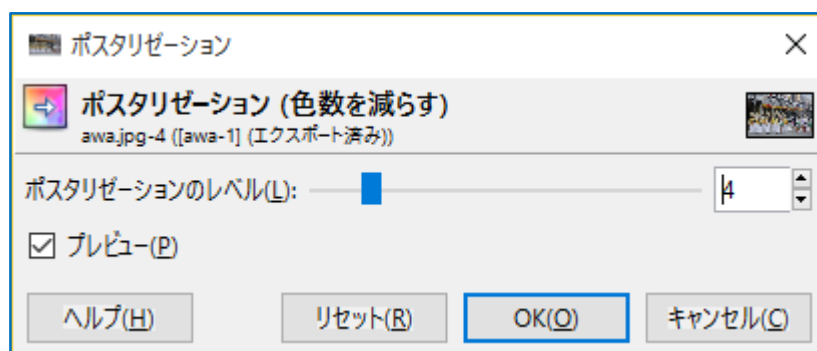 ポスタリゼーション
ポスタリゼーション (色数を減らす)
awa.jpg-4 ([awa-1] (エクスポート済み))
ポスタリゼーションのレベル(L): 4
プレビュー(P)
ヘルプ(H) リセット(R) OK(O) キャンセル(C)